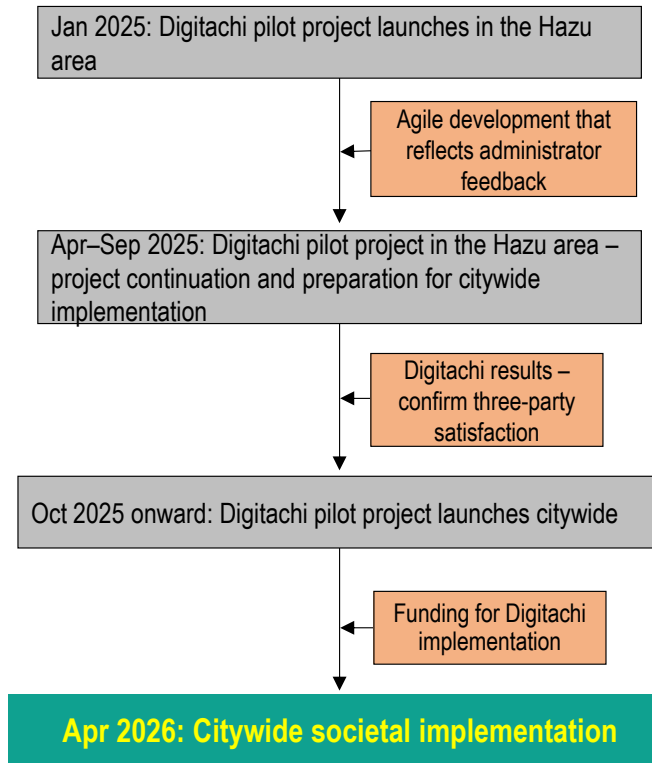 Jan 2025: Digitachi pilot project launches in the Hazu
area
Agile development that
reflects administrator
feedback
Apr–Sep 2025: Digitachi pilot project in the Hazu area –
project continuation and preparation for citywide
implementation
Digitachi results –
confirm three-party
satisfaction
Oct 2025 onward: Digitachi pilot project launches citywide
Funding for Digitachi
implementation
Apr 2026: Citywide societal implementation